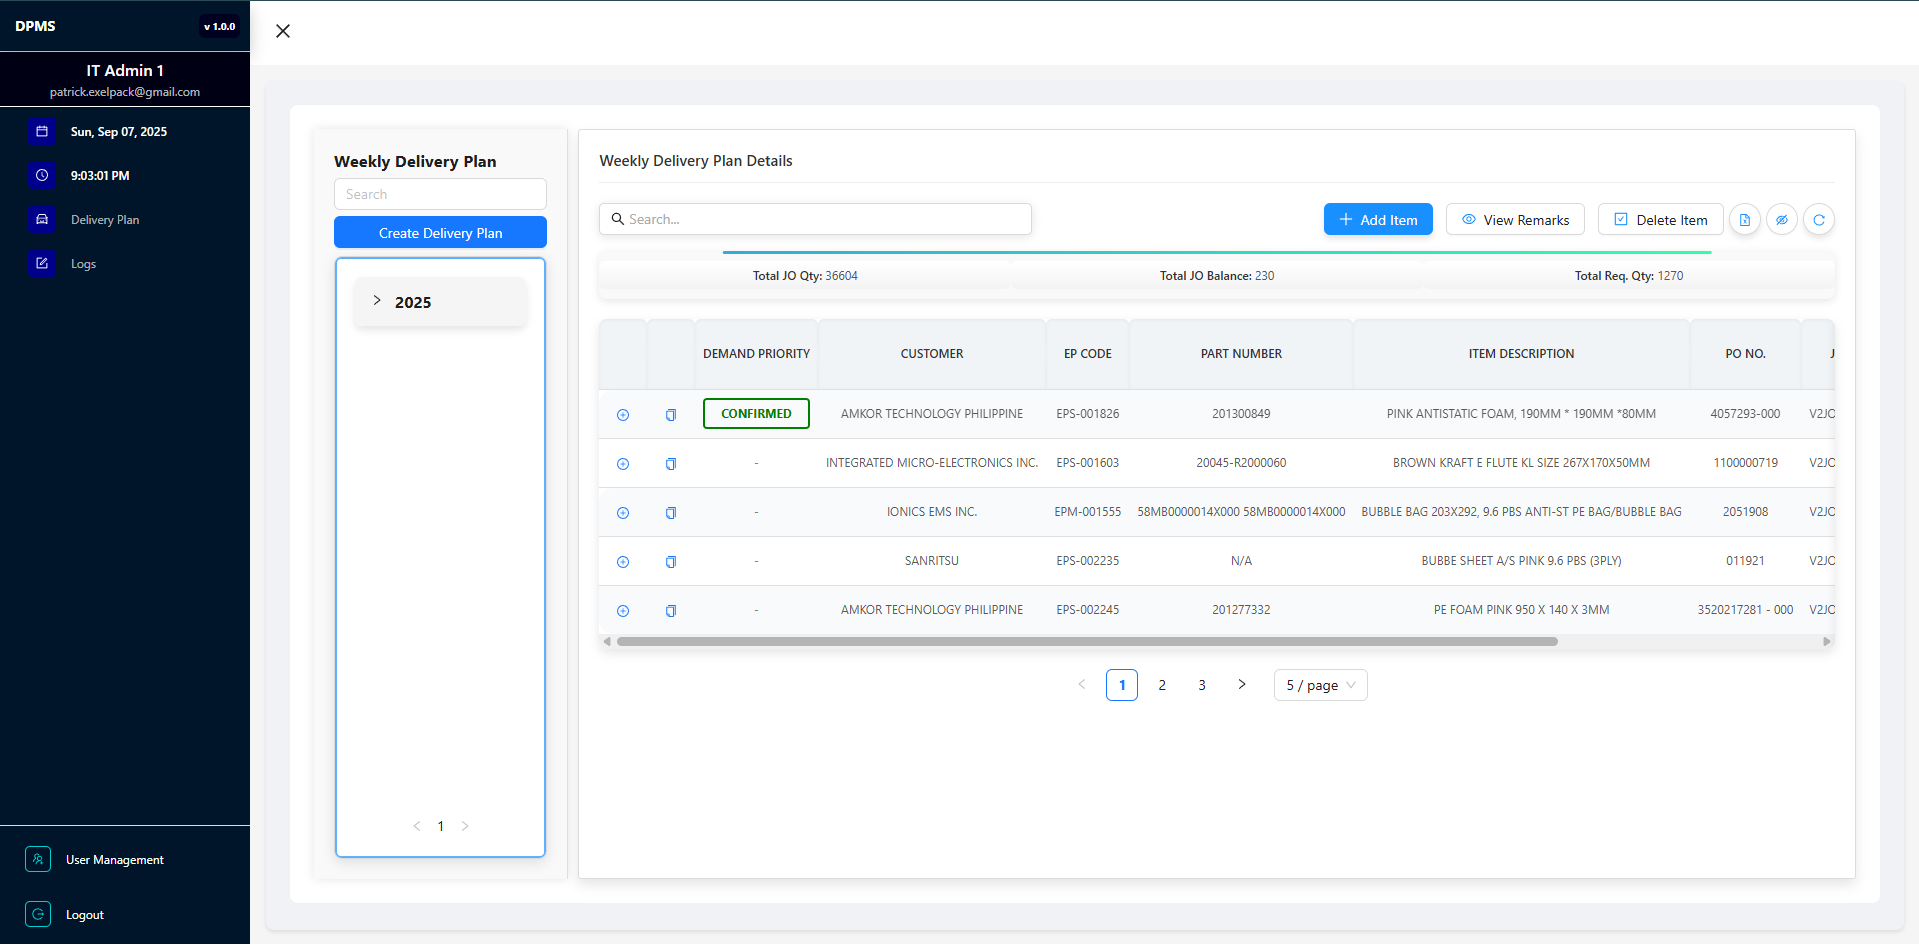 DPMS
v 1.0.0
IT Admin 1
patrick.exelpack@gmail.com
Sun, Sep 07, 2025
9:03:01 PM
Delivery Plan
Logs
User Management
Logout
Weekly Delivery Plan
Search
Create Delivery Plan
2025
1
Weekly Delivery Plan Details
Search...
Add Item
View Remarks
Delete Item
Total JO Qty: 36604
Total JO Balance: 230
Total Req. Qty: 1270
DEMAND PRIORITY CUSTOMER EP CODE PART NUMBER ITEM DESCRIPTION PO NO. J
CONFIRMED AMKOR TECHNOLOGY PHILIPPINE EPS-001826 201300849 PINK ANTISTATIC FOAM, 190MM * 190MM *80MM 4057293-000 V2JO
- INTEGRATED MICRO-ELECTRONICS INC. EPS-001603 20045-R2000060 BROWN KRAFT E FLUTE KL SIZE 267X170X50MM 1100000719 V2JO
- IONICS EMS INC. EPM-001555 58MB0000014X000 58MB0000014X000 BUBBLE BAG 203X292, 9.6 PBS ANTI-ST PE BAG/BUBBLE BAG 2051908 V2JO
- SANRITSU EPS-002235 N/A BUBBE SHEET A/S PINK 9.6 PBS (3PLY) 011921 V2JO
- AMKOR TECHNOLOGY PHILIPPINE EPS-002245 201277332 PE FOAM PINK 950 X 140 X 3MM 3520217281 - 000 V2JO
1 2 3 5 / page